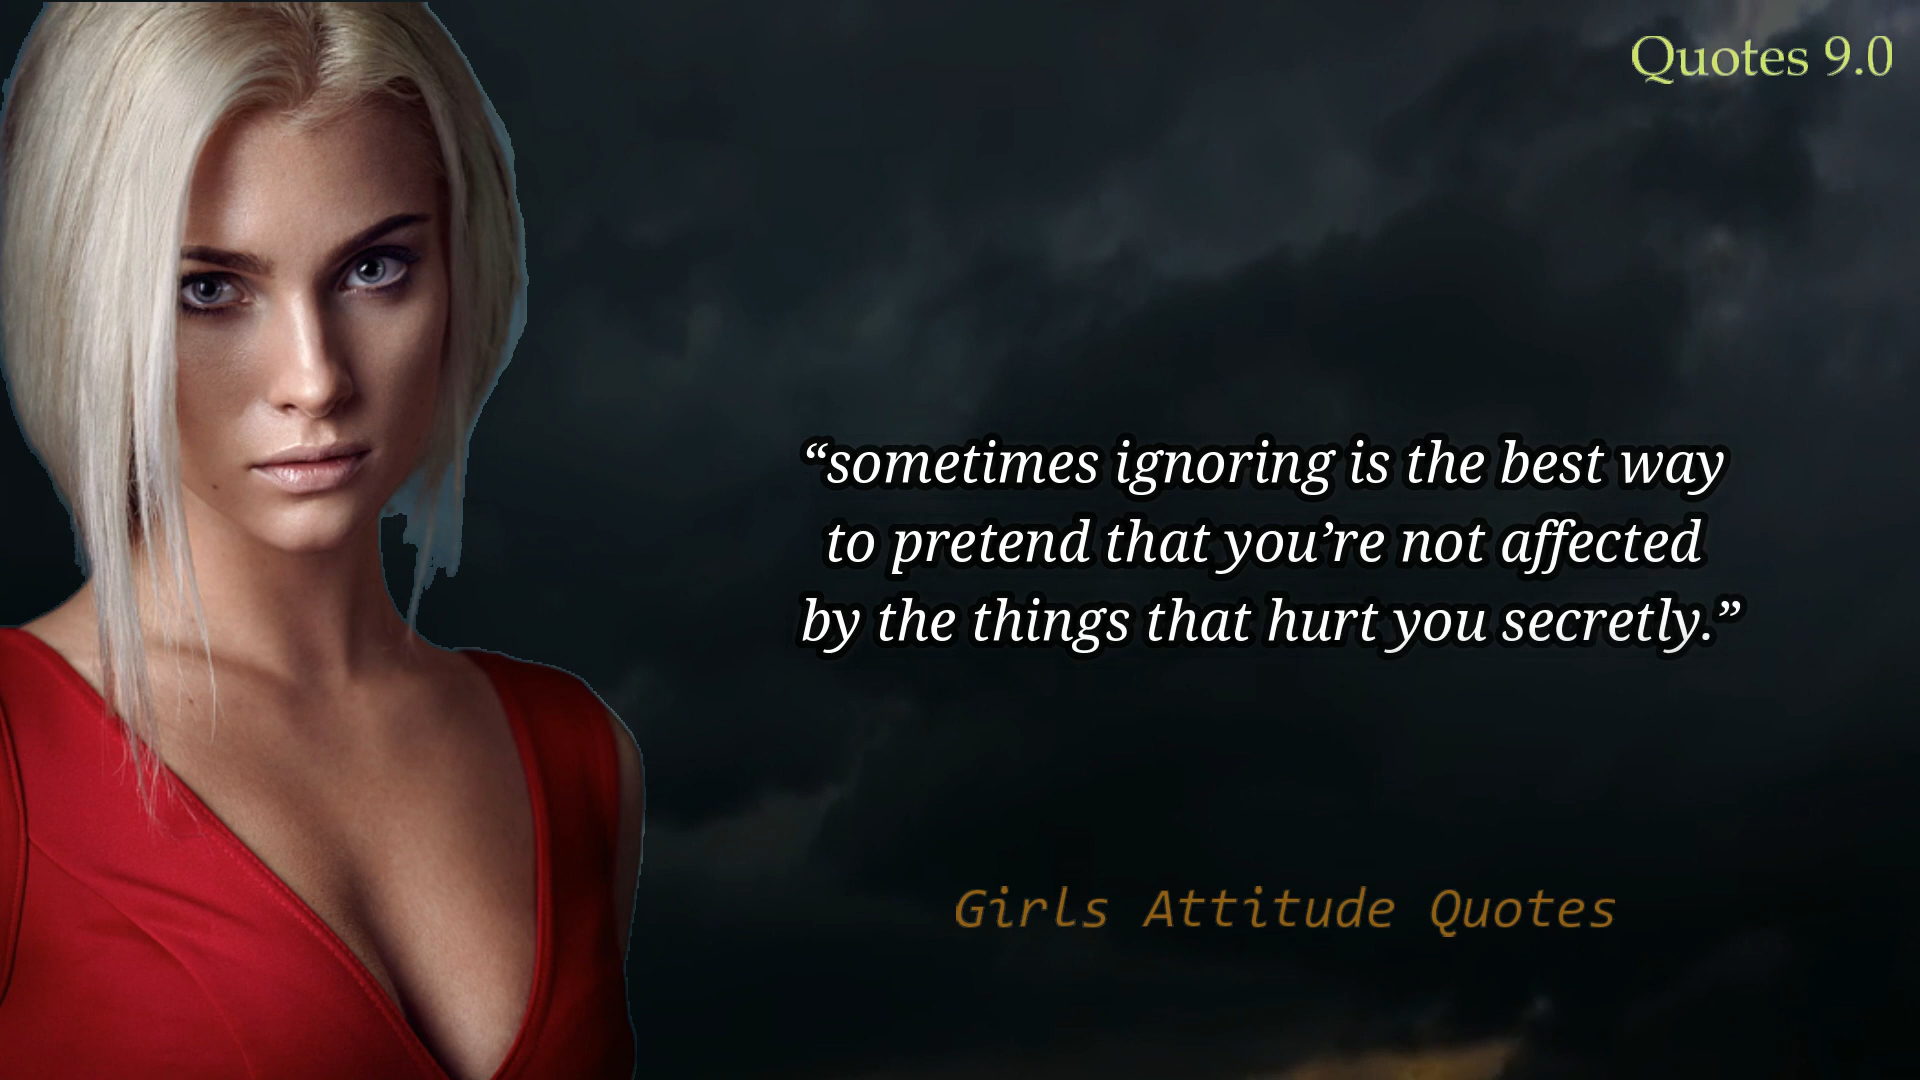 Quotes 9.0
“sometimes ignoring is the best way
to pretend that you’re not affected
by the things that hurt you secretly.”
Girls Attitude Quotes